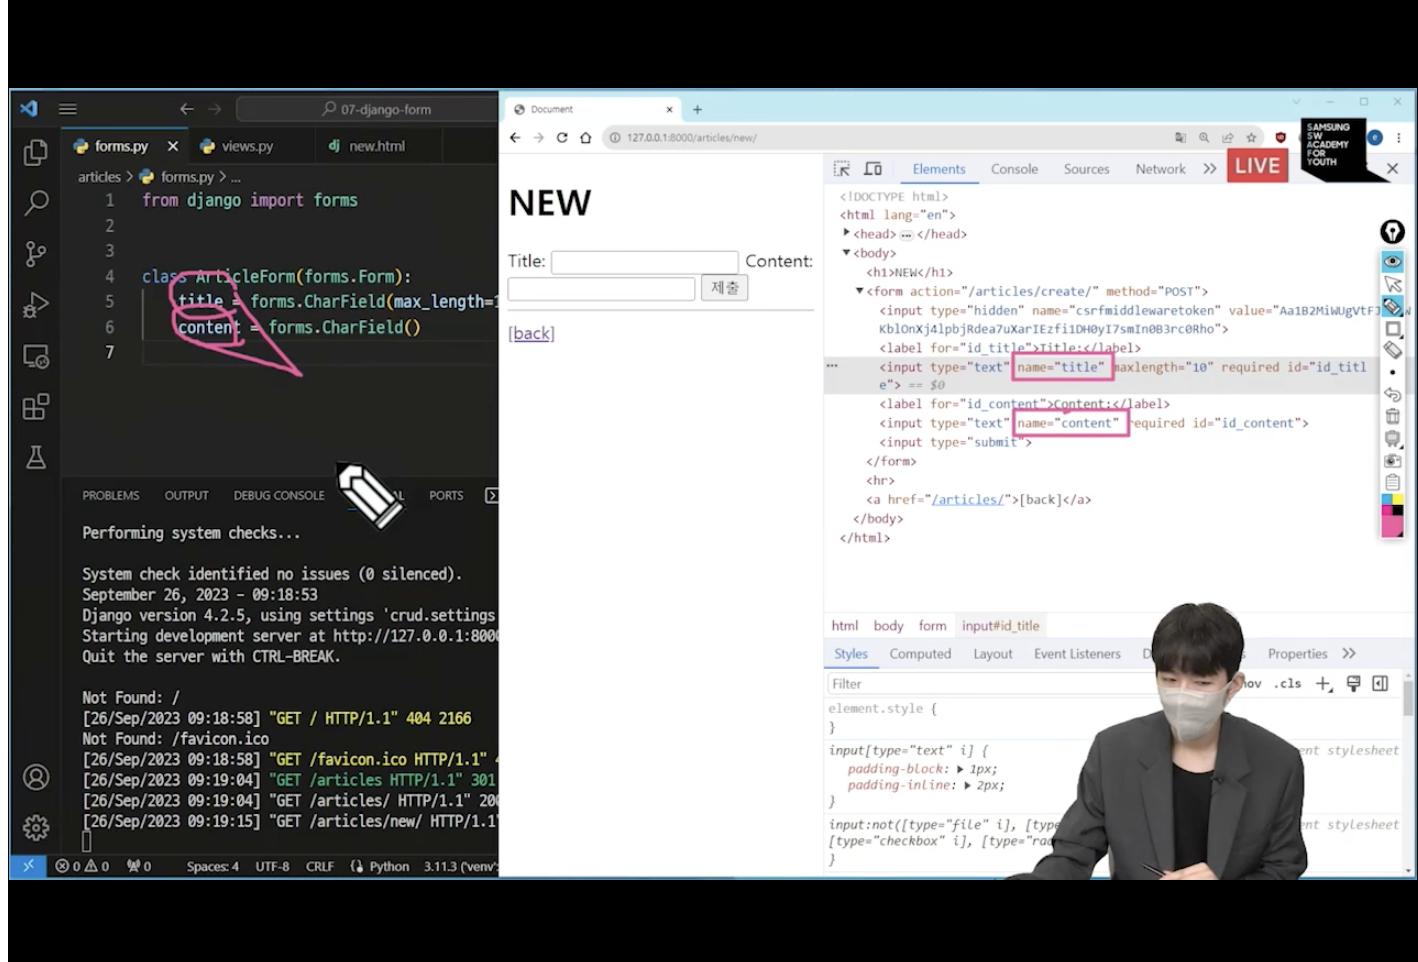 07-django-form
forms.py
views.py
new.html
articles > forms.py > ...
1 from django import forms
2
3
4 class ArticleForm(forms.Form):
5 title = forms.CharField(max_length=1
6 content = forms.CharField()
7
PROBLEMS OUTPUT DEBUG CONSOLE PORTS
Performing system checks...
System check identified no issues (0 silenced).
September 26, 2023 - 09:18:53
Django version 4.2.5, using settings 'crud.settings
Starting development server at http://127.0.0.1:8000
Quit the server with CTRL-BREAK.
Not Found: /
[26/Sep/2023 09:18:58] "GET / HTTP/1.1" 404 2166
Not Found: /favicon.ico
[26/Sep/2023 09:18:58] "GET /favicon.ico HTTP/1.1" 4
[26/Sep/2023 09:19:04] "GET /articles HTTP/1.1" 301
[26/Sep/2023 09:19:04] "GET /articles/ HTTP/1.1" 200
[26/Sep/2023 09:19:15] "GET /articles/new/ HTTP/1.1"
0 0 0 Spaces: 4 UTF-8 CRLF Python 3.11.3 ('venv':
Document
127.0.0.1:8000/articles/new/
NEW
Title: Content:
제출
[back]
Elements Console Sources Network
LIVE
SAMSUNG
SW
ACADEMY
FOR
YOUTH
e
<!DOCTYPE html>
<html lang="en">
<head> ... </head>
<body>
<h1>NEW</h1>
<form action="/articles/create/" method="POST">
<input type="hidden" name="csrfmiddlewaretoken" value="Aa1B2MiWUgVtF
KblOnXj4lpbjRdea7uXarIEzfi1DH0yI7smIn0B3rc0Rho">
<label for="id_title">Title:</label>
<input type="text" name="title" maxlength="10" required id="id_titl
e"> == $0
<label for="id_content">Content:</label>
<input type="text" name="content" required id="id_content">
<input type="submit">
</form>
<hr>
<a href="/articles/">[back]</a>
</body>
</html>
html body form input#id_title
Styles Computed Layout Event Listeners Properties
Filter .cls
element.style {
}
input[type="text" i] {
padding-block: 1px;
padding-inline: 2px;
}
input:not([type="file" i], [type=
[type="checkbox" i], [type="rad
}
ent stylesheet
ent stylesheet